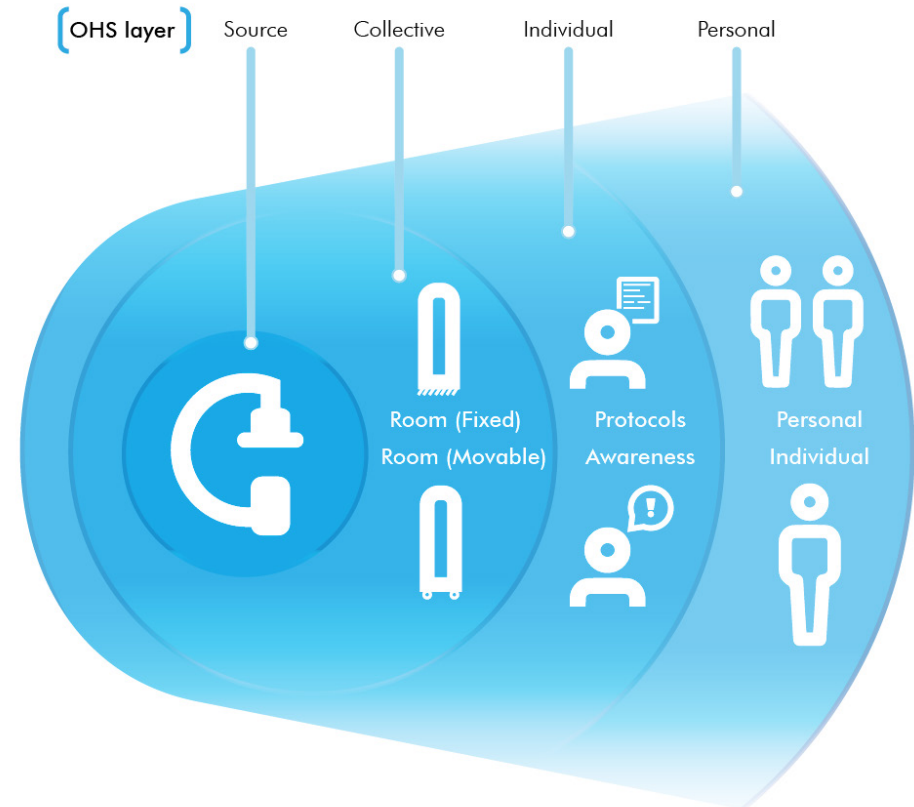 [OHS layer] Source Collective Individual Personal
Room (Fixed)
Room (Movable)
Protocols
Awareness
!
Personal
Individual